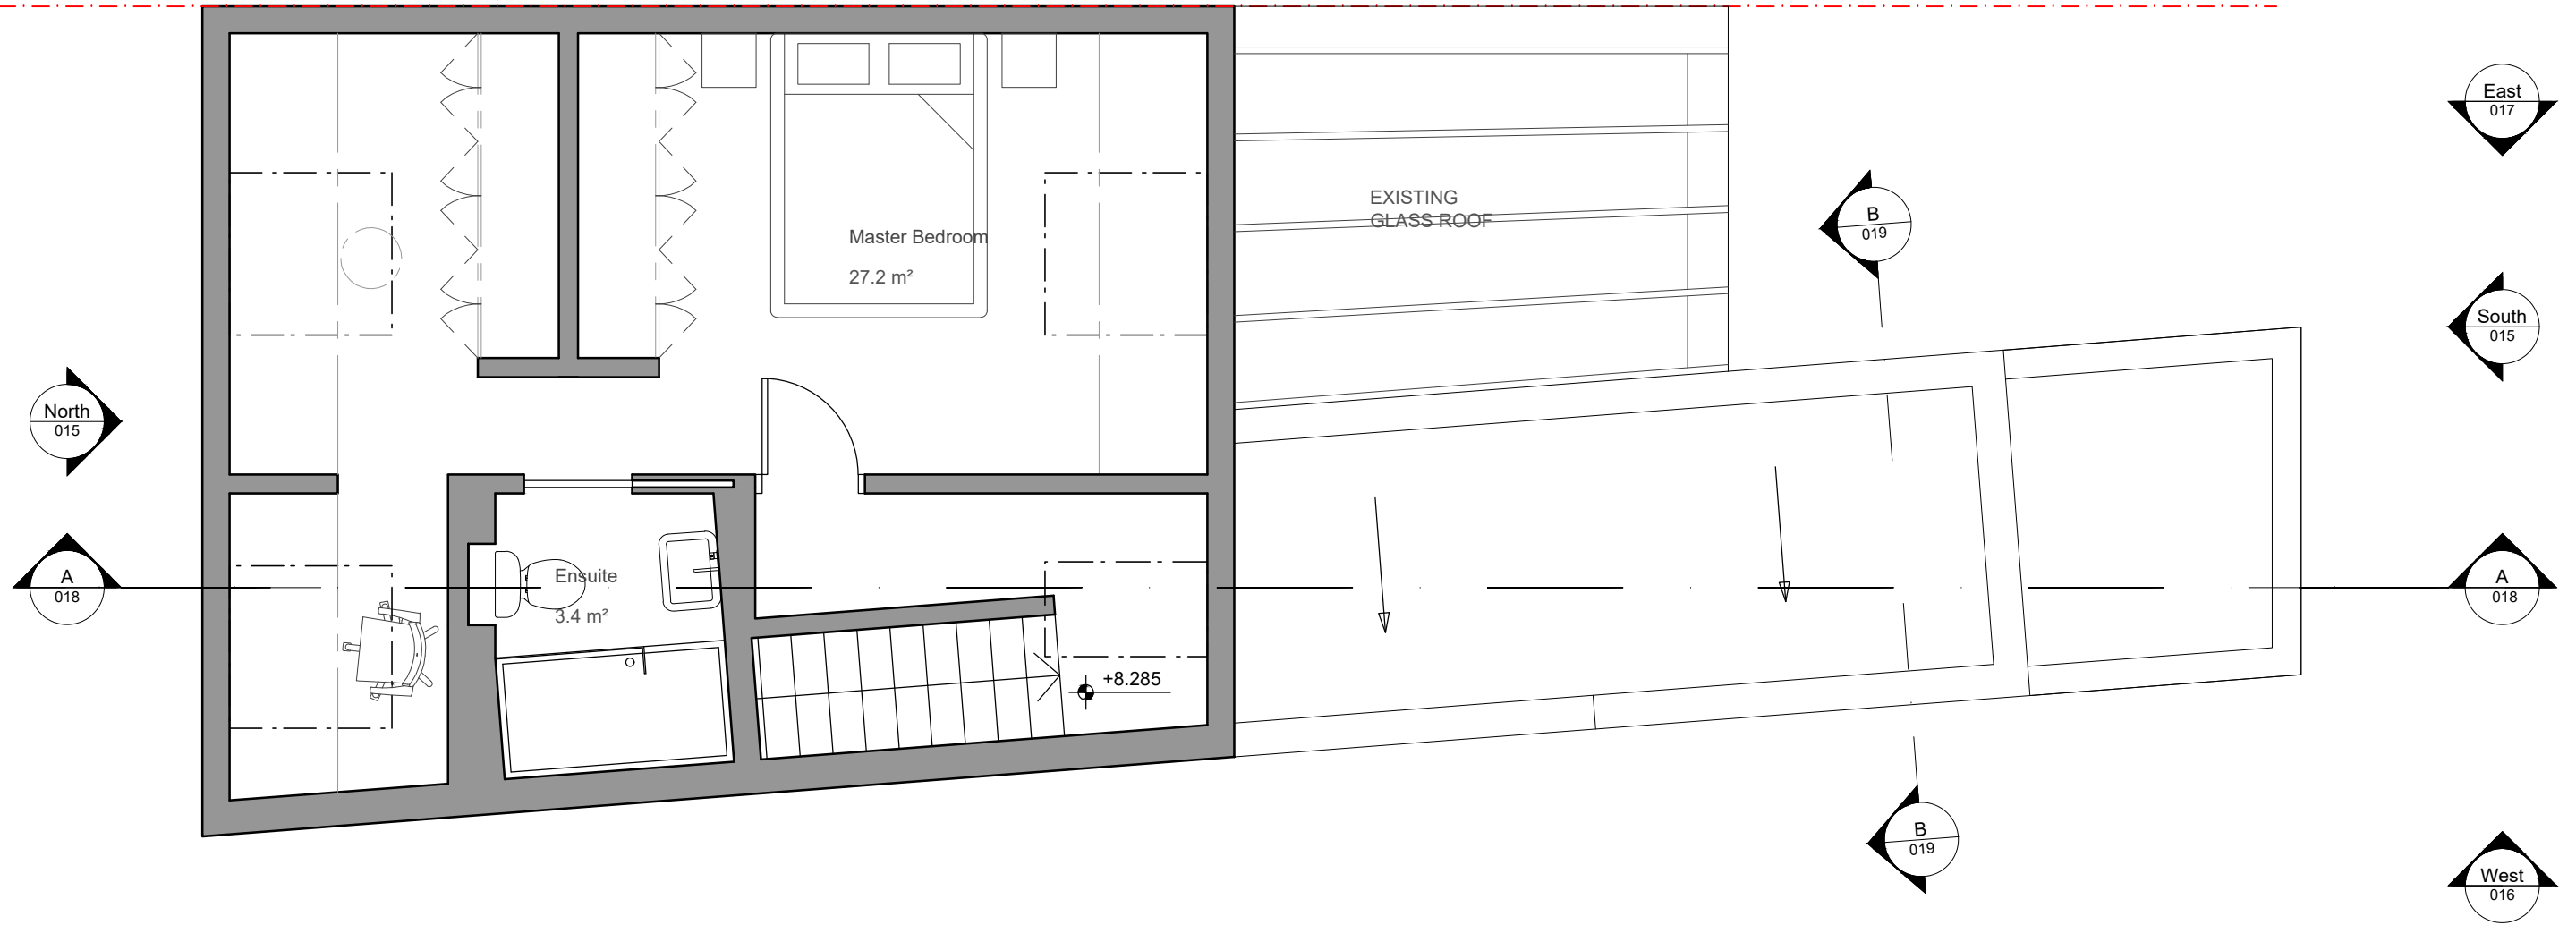 East
017
EXISTING
GLASS ROOF
B
019
Master Bedroom
27.2 m²
South
015
North
015
A
018
Ensuite
3.4 m²
A
018
+8.285
B
019
West
016